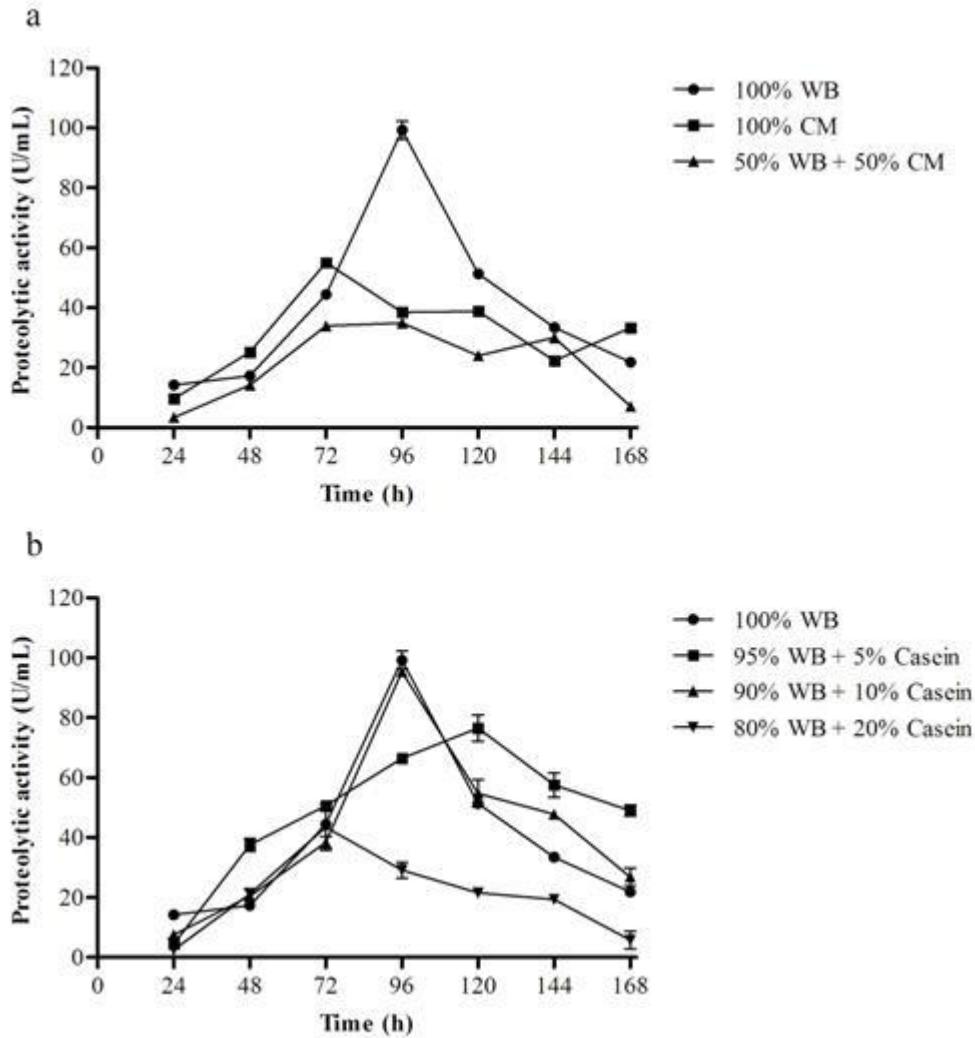 a
120
100
80
60
40
20
0
Proteolytic activity (U/mL)
0 24 48 72 96 120 144 168
Time (h)
100% WB
100% CM
50% WB + 50% CM
b
120
100
80
60
40
20
0
Proteolytic activity (U/mL)
0 24 48 72 96 120 144 168
Time (h)
100% WB
95% WB + 5% Casein
90% WB + 10% Casein
80% WB + 20% Casein